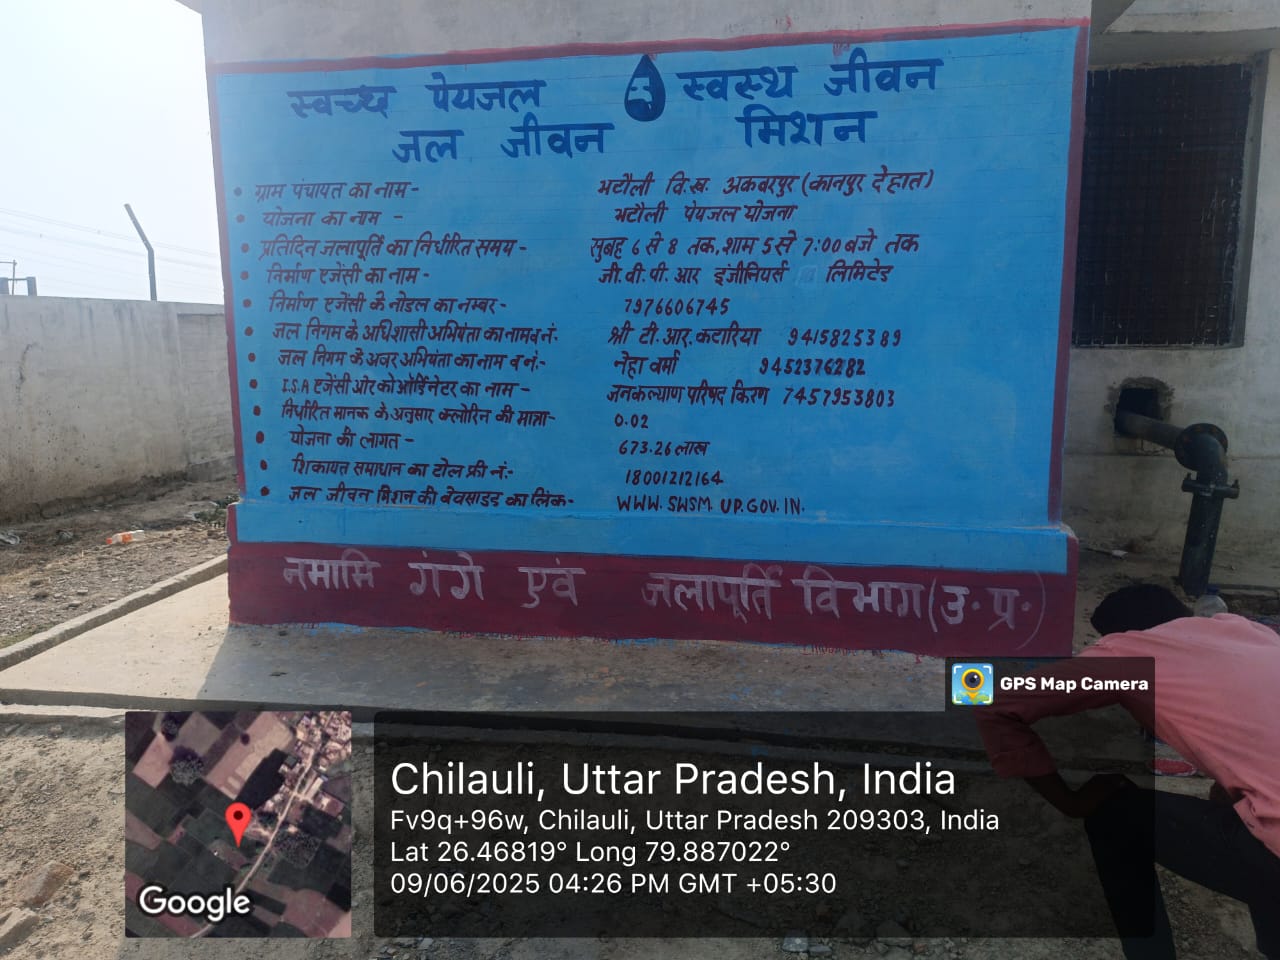 स्वच्छ पेयजल स्वस्थ जीवन
जल जीवन मिशन
• ग्राम पंचायत का नाम - भटौली वि.ख. अकबरपुर (कानपुर देहात)
• योजना का नाम - भटौली पेयजल योजना
• प्रतिदिन जलापूर्ति का निर्धारित समय - सुबह 6 से 8 तक, शाम 5 से 7:00 बजे तक
• निर्माण एजेंसी का नाम - जी.वी.पी.आर इंजीनियर्स लिमिटेड
• निर्माण एजेंसी के नोडल का नम्बर - 7976606745
• जल निगम के अधिशासी अभियंता का नाम व नं. श्री टी.आर. कटारिया 9415825389
• जल निगम के अवर अभियंता का नाम व नं:- नेहा वर्मा 9452376282
• I.S.A एजेंसी ओर कोऑर्डिनेटर का नाम - जनकल्याण परिषद किरण 7457953803
• निर्धारित मानक के अनुसार क्लोरिन की मात्रा- 0.02
• योजना की लागत - 673.26 लाख
• शिकायत समाधान का टोल फ्री नं:- 18001212164
• जल जीवन मिशन की बेवसाइड का लिंक- WWW. SWSM. UP.GOV.IN.
नमामि गंगे एवं जलापूर्ति विभाग (उ.प्र.)
GPS Map Camera
Chilauli, Uttar Pradesh, India
Fv9q+96w, Chilauli, Uttar Pradesh 209303, India
Lat 26.46819° Long 79.887022°
09/06/2025 04:26 PM GMT +05:30
Google